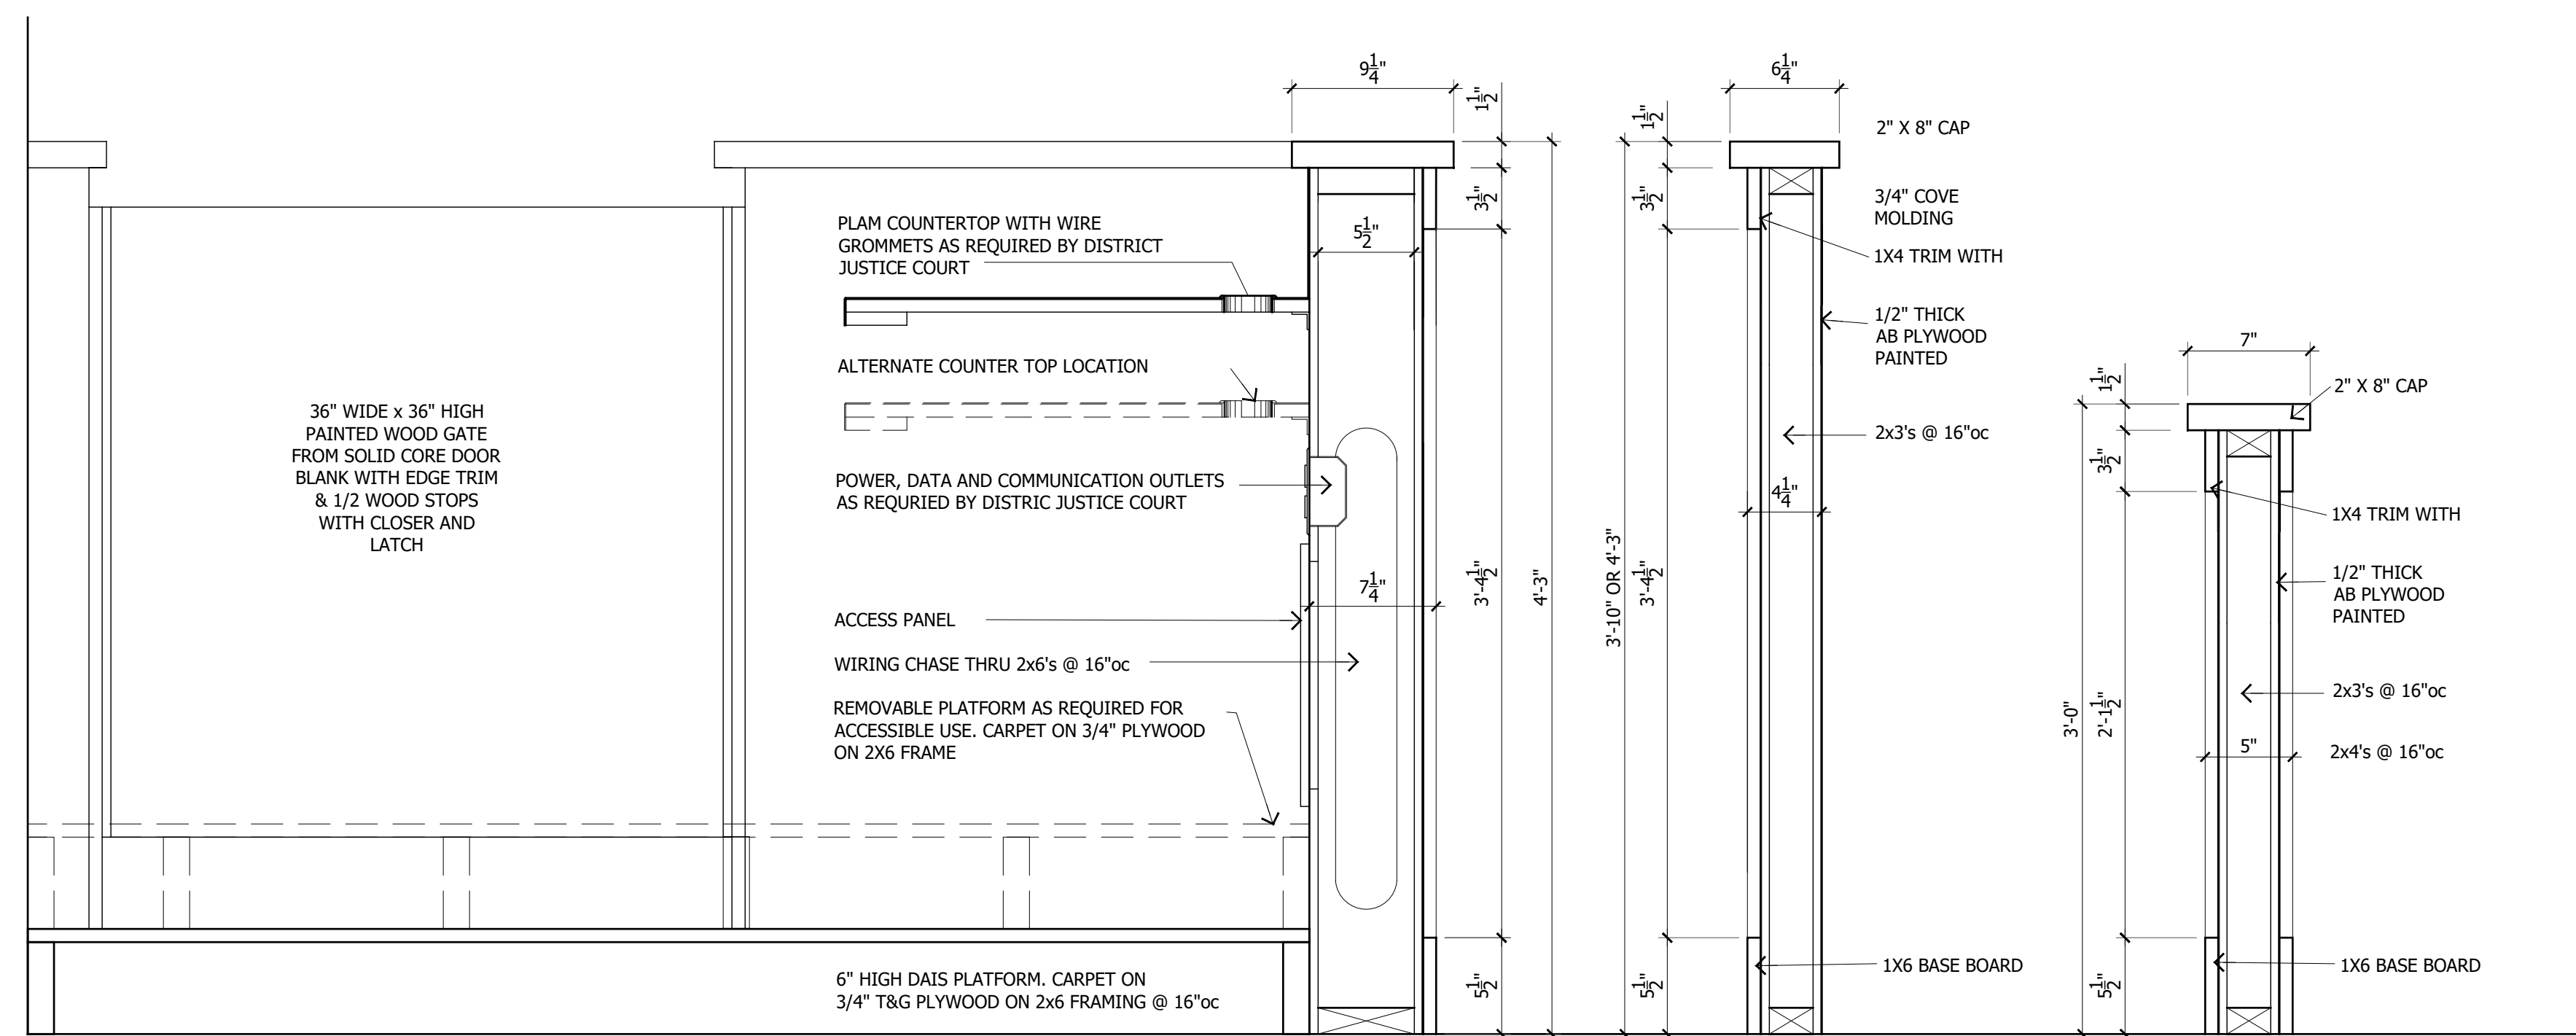 9 1/4"
6 1/4"
1 1/2"
1 1/2"
2" X 8" CAP
3 1/2"
3 1/2"
3/4" COVE
MOLDING
1X4 TRIM WITH
PLAM COUNTERTOP WITH WIRE
GROMMETS AS REQUIRED BY DISTRICT
JUSTICE COURT
5 1/2"
1/2" THICK
AB PLYWOOD
PAINTED
7"
1 1/2"
2" X 8" CAP
ALTERNATE COUNTER TOP LOCATION
36" WIDE x 36" HIGH
PAINTED WOOD GATE
FROM SOLID CORE DOOR
BLANK WITH EDGE TRIM
& 1/2 WOOD STOPS
WITH CLOSER AND
LATCH
2x3's @ 16"oc
3 1/2"
POWER, DATA AND COMMUNICATION OUTLETS
AS REQURIED BY DISTRIC JUSTICE COURT
4 1/4"
1X4 TRIM WITH
7 1/4"
3'-4 1/2"
4'-3"
3'-10" OR 4'-3"
3'-4 1/2"
1/2" THICK
AB PLYWOOD
PAINTED
ACCESS PANEL
WIRING CHASE THRU 2x6's @ 16"oc
2x3's @ 16"oc
3'-0"
2'-1 1/2"
5"
2x4's @ 16"oc
REMOVABLE PLATFORM AS REQUIRED FOR
ACCESSIBLE USE. CARPET ON 3/4" PLYWOOD
ON 2X6 FRAME
6" HIGH DAIS PLATFORM. CARPET ON
3/4" T&G PLYWOOD ON 2x6 FRAMING @ 16"oc
5 1/2"
5 1/2"
1X6 BASE BOARD
5 1/2"
1X6 BASE BOARD